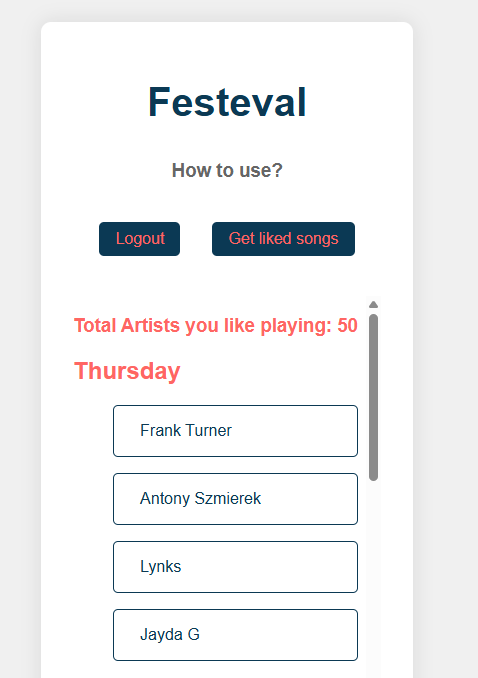 Festeval
How to use?
Logout
Get liked songs
Total Artists you like playing: 50
Thursday
Frank Turner
Antony Szmierek
Lynks
Jayda G